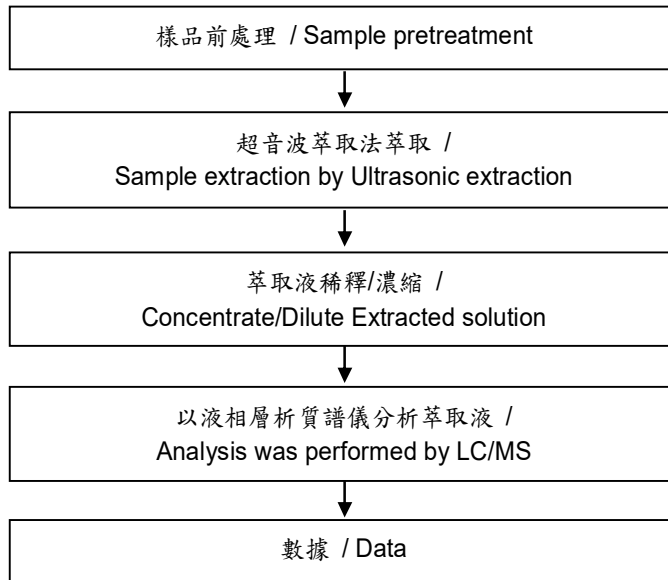 樣品前處理 / Sample pretreatment
超音波萃取法萃取 /
Sample extraction by Ultrasonic extraction
萃取液稀釋/濃縮 /
Concentrate/Dilute Extracted solution
以液相層析質譜儀分析萃取液 /
Analysis was performed by LC/MS
數據 / Data